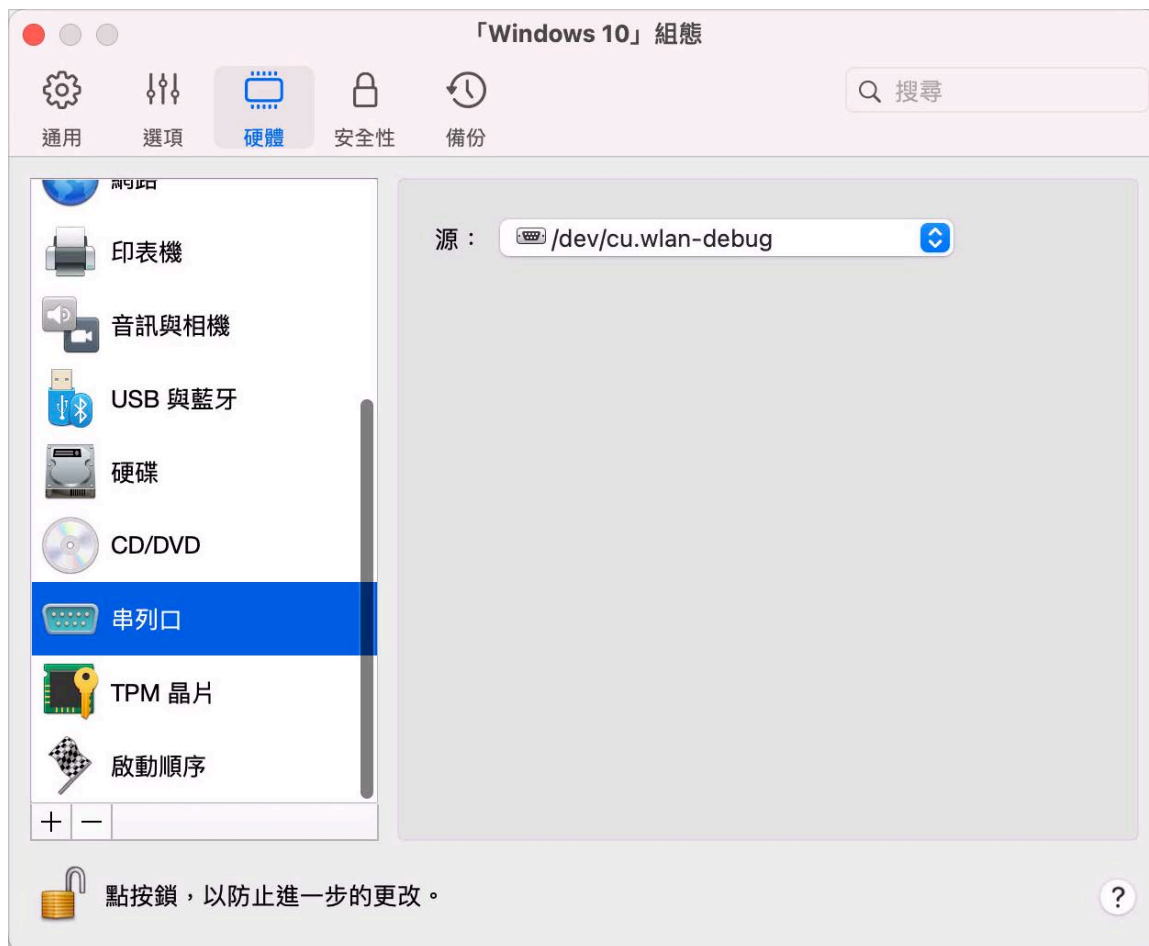 「Windows 10」組態
通用
選項
硬體
安全性
備份
搜尋
網路
印表機
音訊與相機
USB 與藍牙
硬碟
CD/DVD
串列口
TPM 晶片
啟動順序
源：
/dev/cu.wlan-debug
點按鎖，以防止進一步的更改。
?